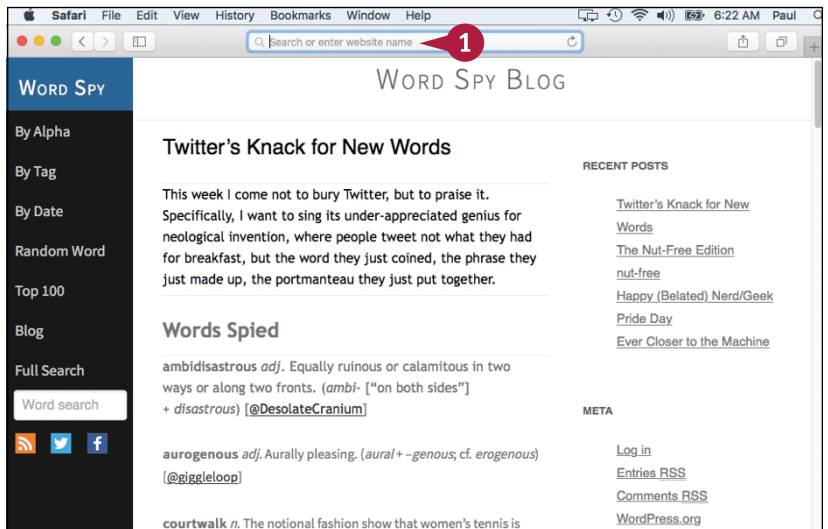 Safari File Edit View History Bookmarks Window Help 6:22 AM Paul
Search or enter website name
1
WORD SPY
By Alpha
By Tag
By Date
Random Word
Top 100
Blog
Full Search
Word search
WORD SPY BLOG
Twitter's Knack for New Words
This week I come not to bury Twitter, but to praise it.
Specifically, I want to sing its under-appreciated genius for
neological invention, where people tweet not what they had
for breakfast, but the word they just coined, the phrase they
just made up, the portmanteau they just put together.
Words Spied
ambidisastrous adj. Equally ruinous or calamitous in two
ways or along two fronts. (ambi- ["on both sides"]
+ disastrous) [@DesolateCranium]
aurogenous adj. Aurally pleasing. (aural + –genous; cf. erogenous)
[@giggleloop]
courtwalk n. The notional fashion show that women's tennis is
RECENT POSTS
Twitter's Knack for New
Words
The Nut-Free Edition
nut-free
Happy (Belated) Nerd/Geek
Pride Day
Ever Closer to the Machine
META
Log in
Entries RSS
Comments RSS
WordPress.org